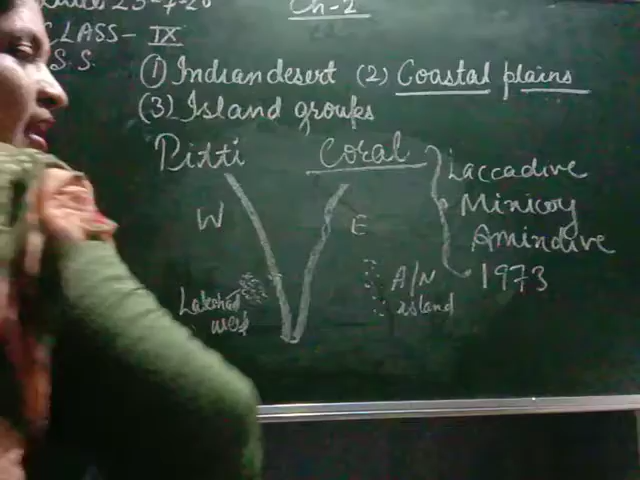 Ch-2
CLASS- IX
S.S.
(1) Indian desert (2) Coastal plains
(3) Island groups
Pitti Coral Laccadive
Minicoy
Amindive
1973
W E
A/N
island